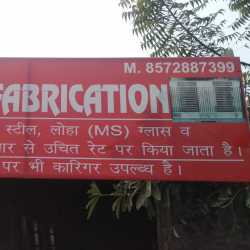 M. 8572887399
FABRICATION
स्टील, लोहा (MS) ग्लास व
से उचित रेट पर किया जाता है।
पर भी कारिगर उपलब्ध है।